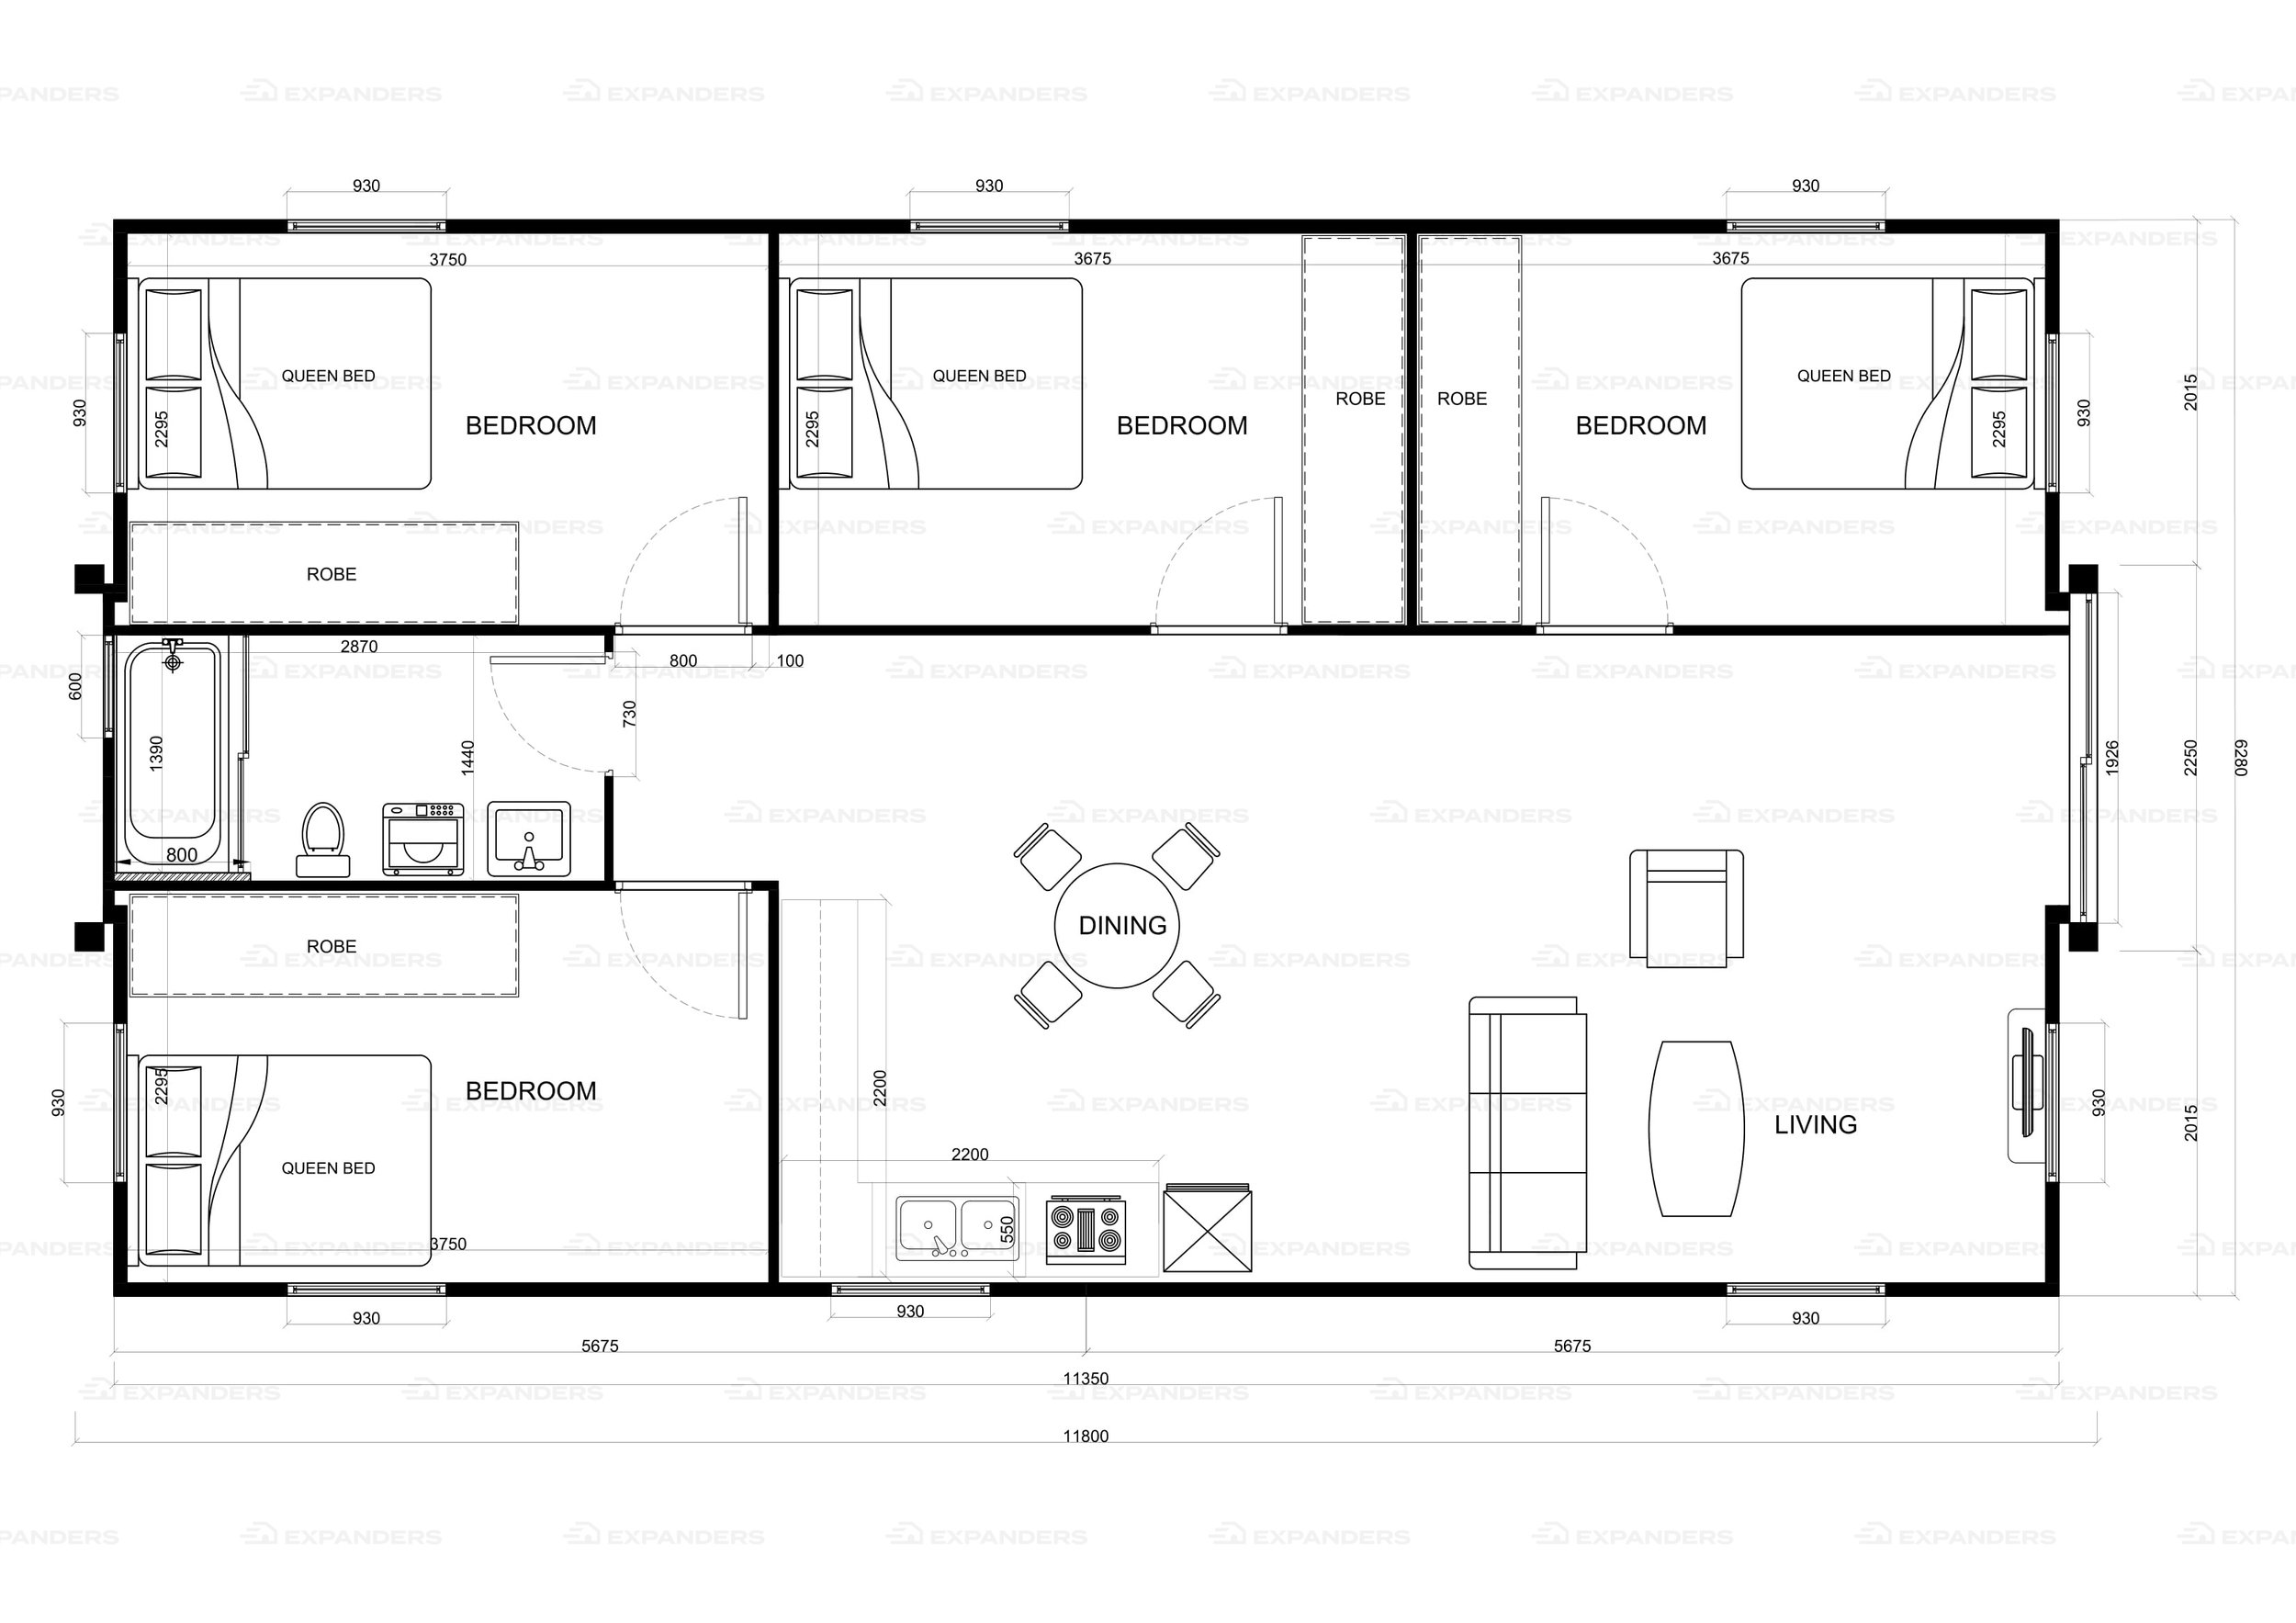 EXPANDERS
930
930
930
3750
3675
3675
QUEEN BED
QUEEN BED
QUEEN BED
2015
ROBE
ROBE
930
2295
BEDROOM
2295
BEDROOM
BEDROOM
2295
930
ROBE
2870
800
100
600
730
1390
1440
1926
2250
6280
800
DINING
ROBE
930
2295
BEDROOM
2200
LIVING
930
2015
2200
QUEEN BED
550
3750
930
930
930
5675
5675
11350
11800